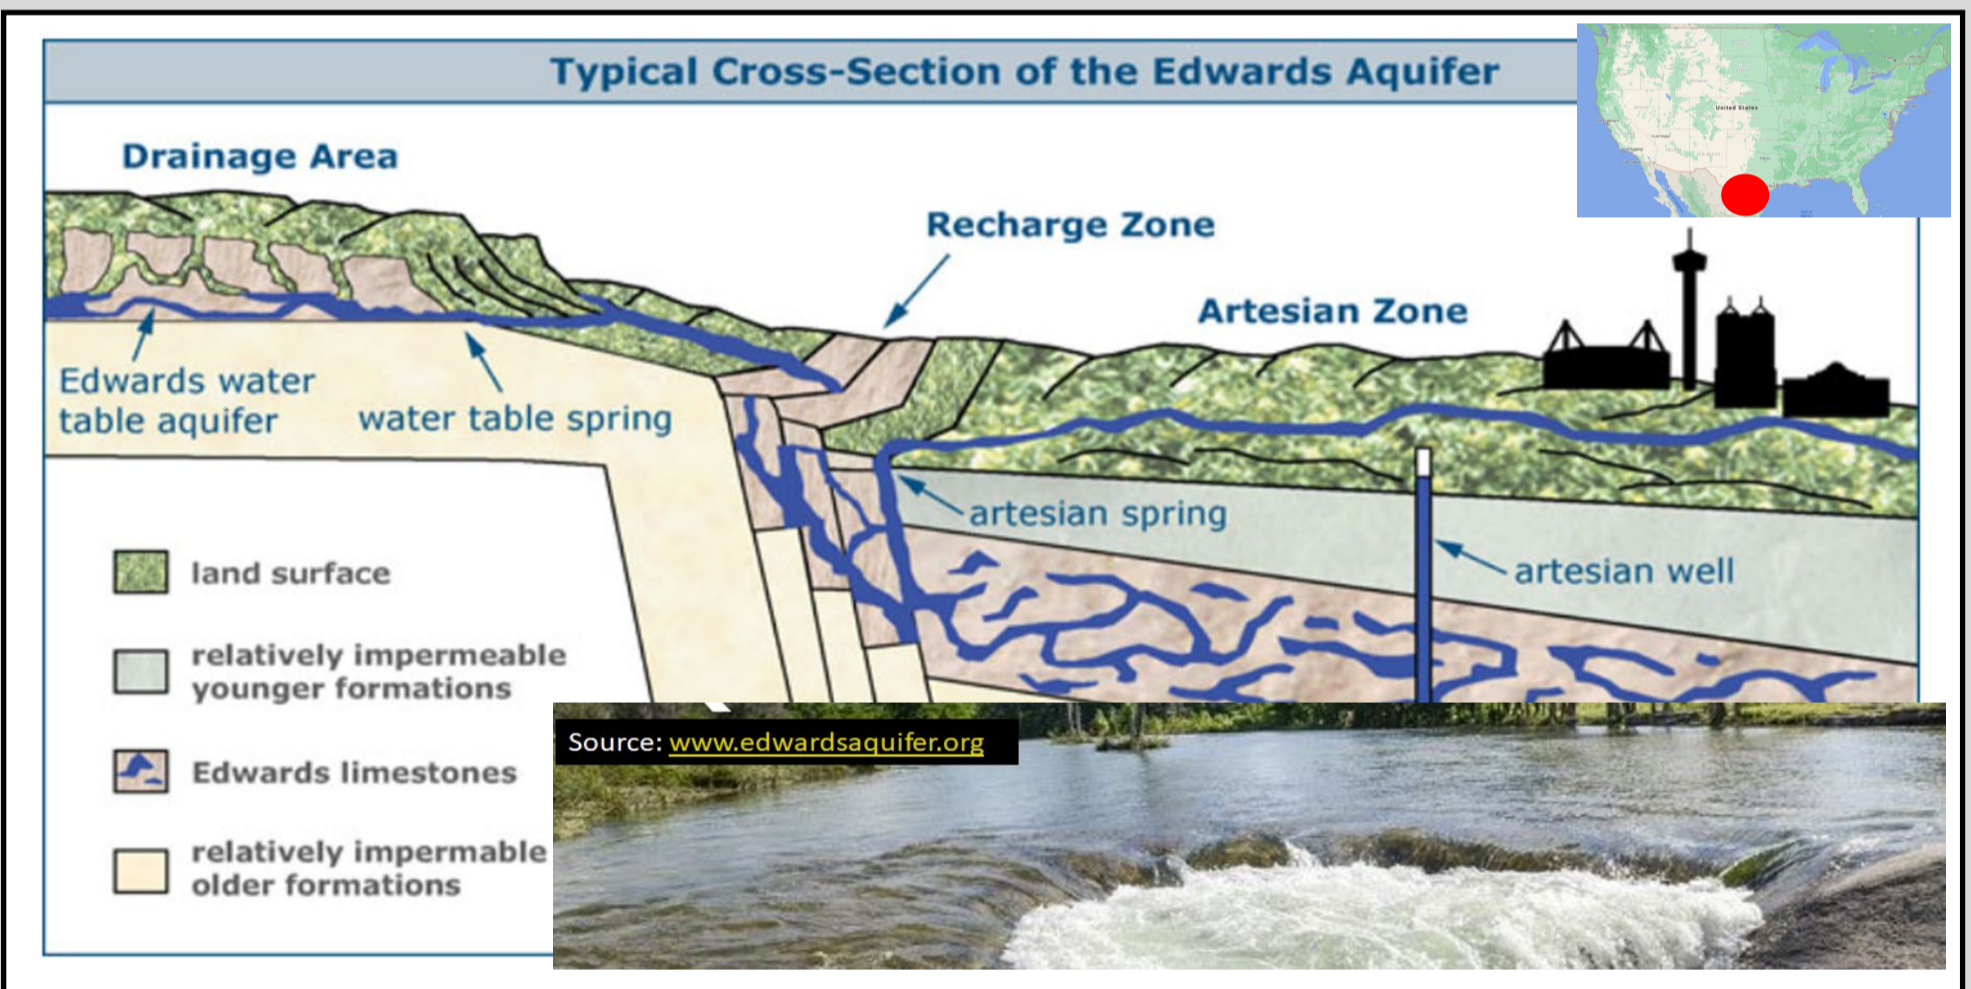 Typical Cross-Section of the Edwards Aquifer
United States
Drainage Area
Recharge Zone
Artesian Zone
Edwards water
table aquifer
water table spring
artesian spring
artesian well
land surface
relatively impermeable
younger formations
Edwards limestones
relatively impermable
older formations
Source: www.edwardsaquifer.org